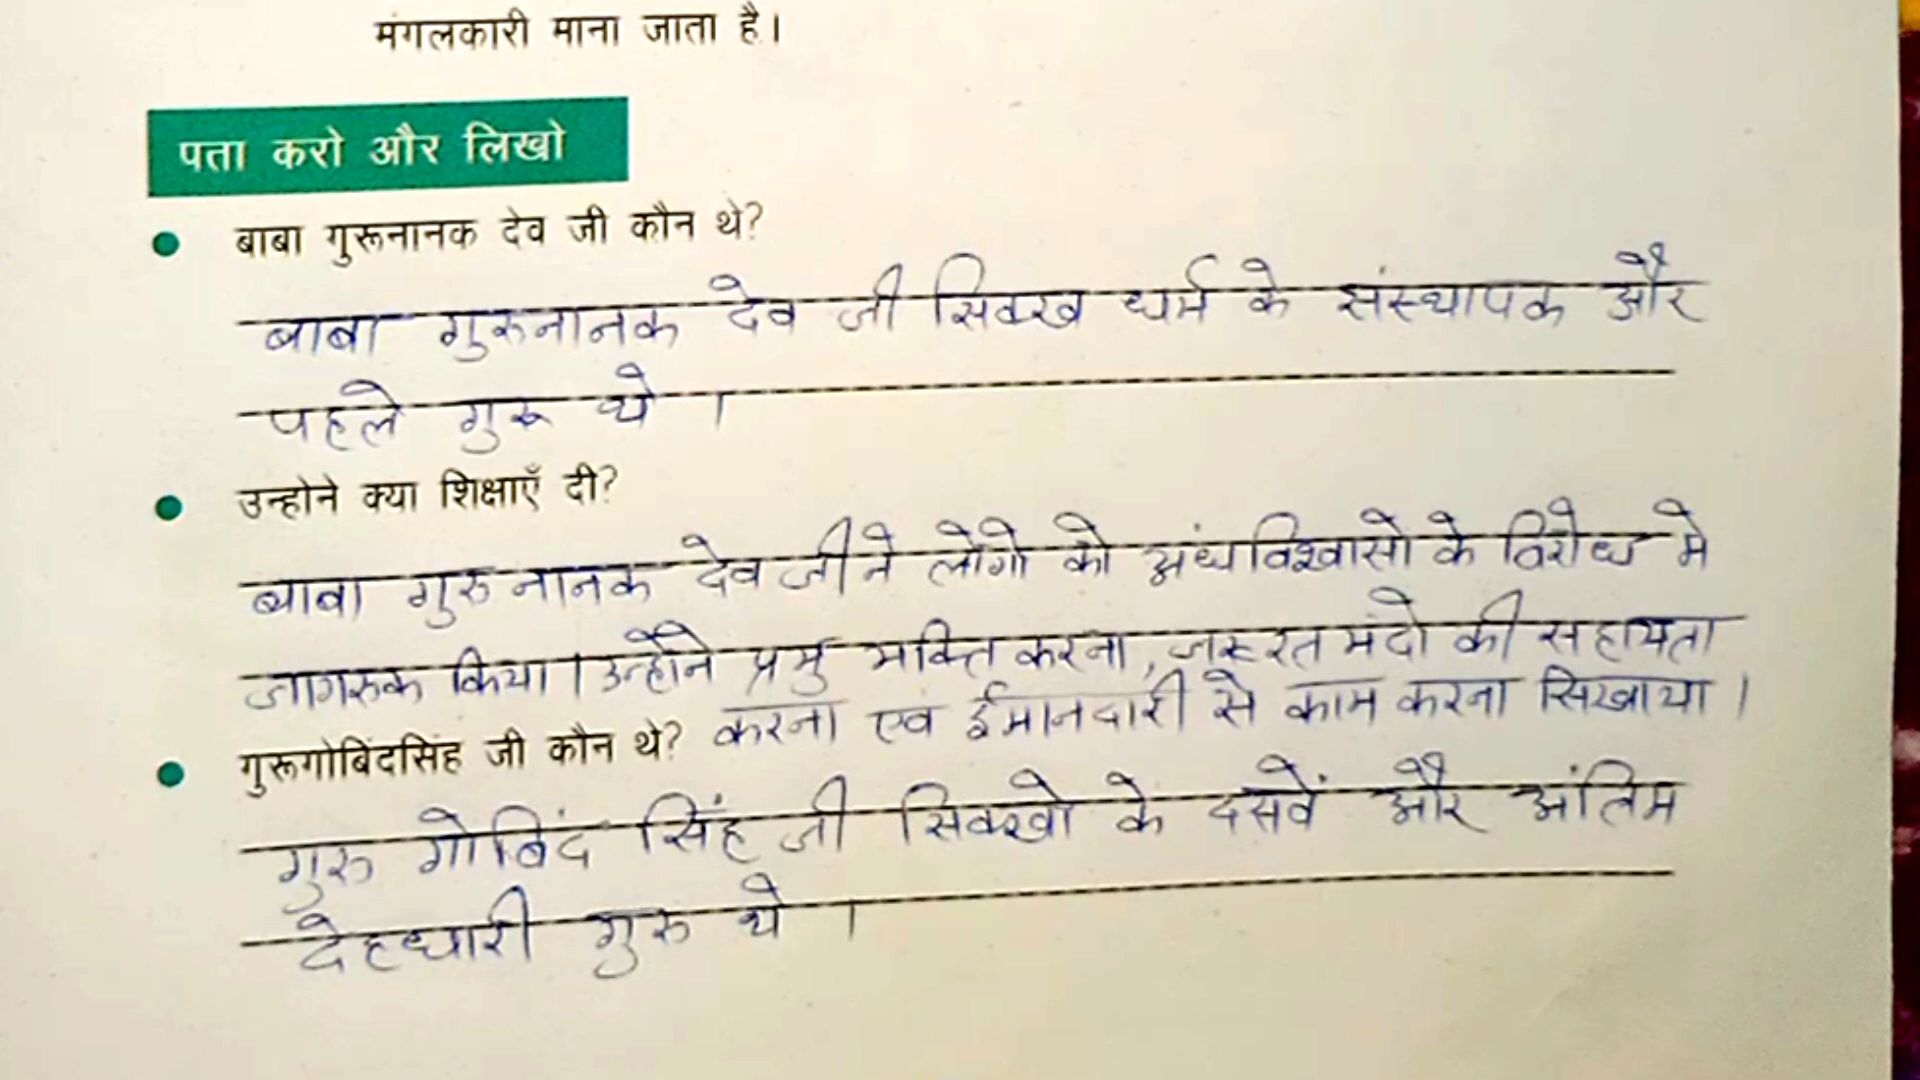 मंगलकारी माना जाता है।
पता करो और लिखो
● बाबा गुरूनानक देव जी कौन थे?
बाबा गुरुनानक देव जी सिक्ख धर्म के संस्थापक और
पहले गुरू थे ।
● उन्होने क्या शिक्षाएँ दी?
बाबा गुरु नानक देव जी ने लोगो को अंधविश्वासो के विरोध मे
जागरुक किया । उन्होंने प्रभु भक्ति करना, जरूरत मंदो की सहायता
करना एवं ईमानदारी से काम करना सिखाया ।
● गुरूगोबिंदसिंह जी कौन थे?
गुरु गोबिंद सिंह जी सिक्खो के दसवें और अंतिम
देहधारी गुरु थे ।